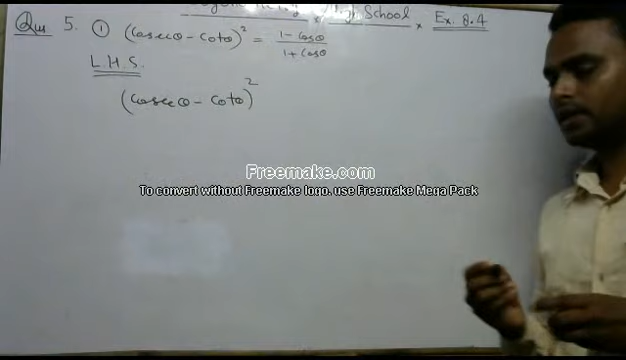 High School × Ex. 8.4
Ques 5. ① (Cosecθ - Cotθ)² = 1 - Cosθ / 1 + Cosθ
L.H.S.
(Cosecθ - Cotθ)²
Freemake.com
To convert without Freemake logo, use Freemake Mega Pack